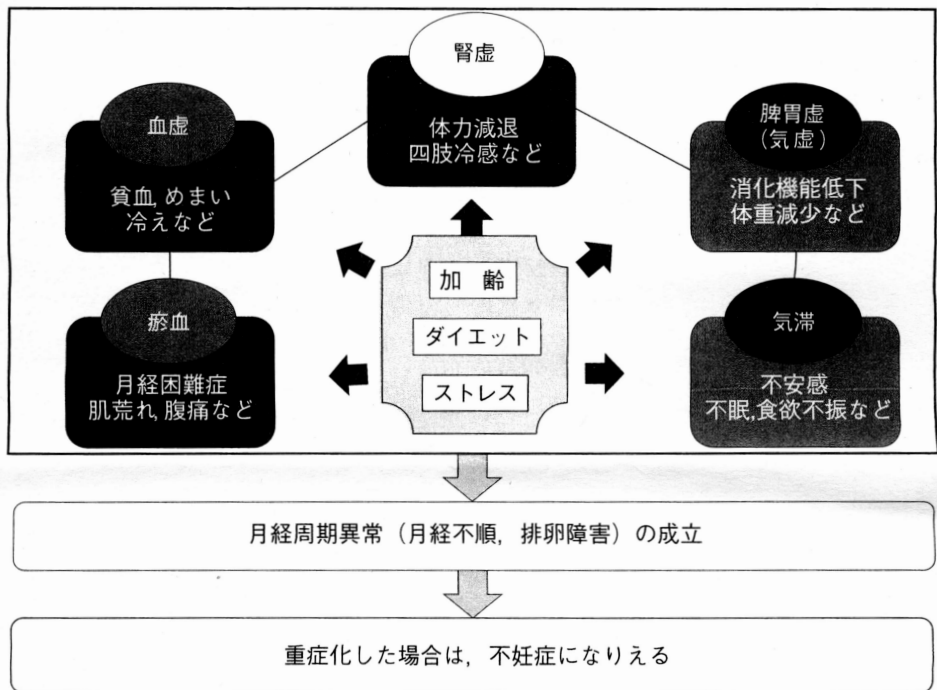 腎虚
体力減退
四肢冷感など
血虚
貧血,めまい
冷えなど
脾胃虚
(気虚)
消化機能低下
体重減少など
瘀血
月経困難症
肌荒れ,腹痛など
加 齢
ダイエット
ストレス
気滞
不安感
不眠,食欲不振など
月経周期異常(月経不順,排卵障害)の成立
重症化した場合は,不妊症になりえる